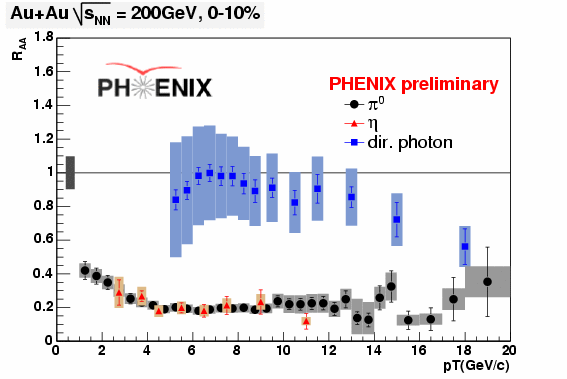 Au+Au √sNN = 200GeV, 0-10%
RAA
1.8
1.6
1.4
1.2
1
0.8
0.6
0.4
0.2
0
PHENIX
PHENIX preliminary
π0
η
dir. photon
0 2 4 6 8 10 12 14 16 18 20
pT(GeV/c)